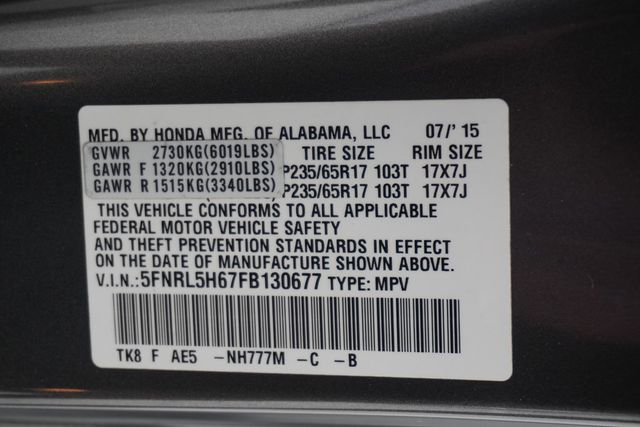 MFD. BY HONDA MFG. OF ALABAMA, LLC 07/' 15
GVWR 2730KG(6019LBS) TIRE SIZE RIM SIZE
GAWR F 1320KG(2910LBS) P235/65R17 103T 17X7J
GAWR R 1515KG(3340LBS) P235/65R17 103T 17X7J
THIS VEHICLE CONFORMS TO ALL APPLICABLE
FEDERAL MOTOR VEHICLE SAFETY
AND THEFT PREVENTION STANDARDS IN EFFECT
ON THE DATE OF MANUFACTURE SHOWN ABOVE.
V.I.N.:5FNRL5H67FB130677 TYPE: MPV
TK8 F AE5 -NH777M -C -B